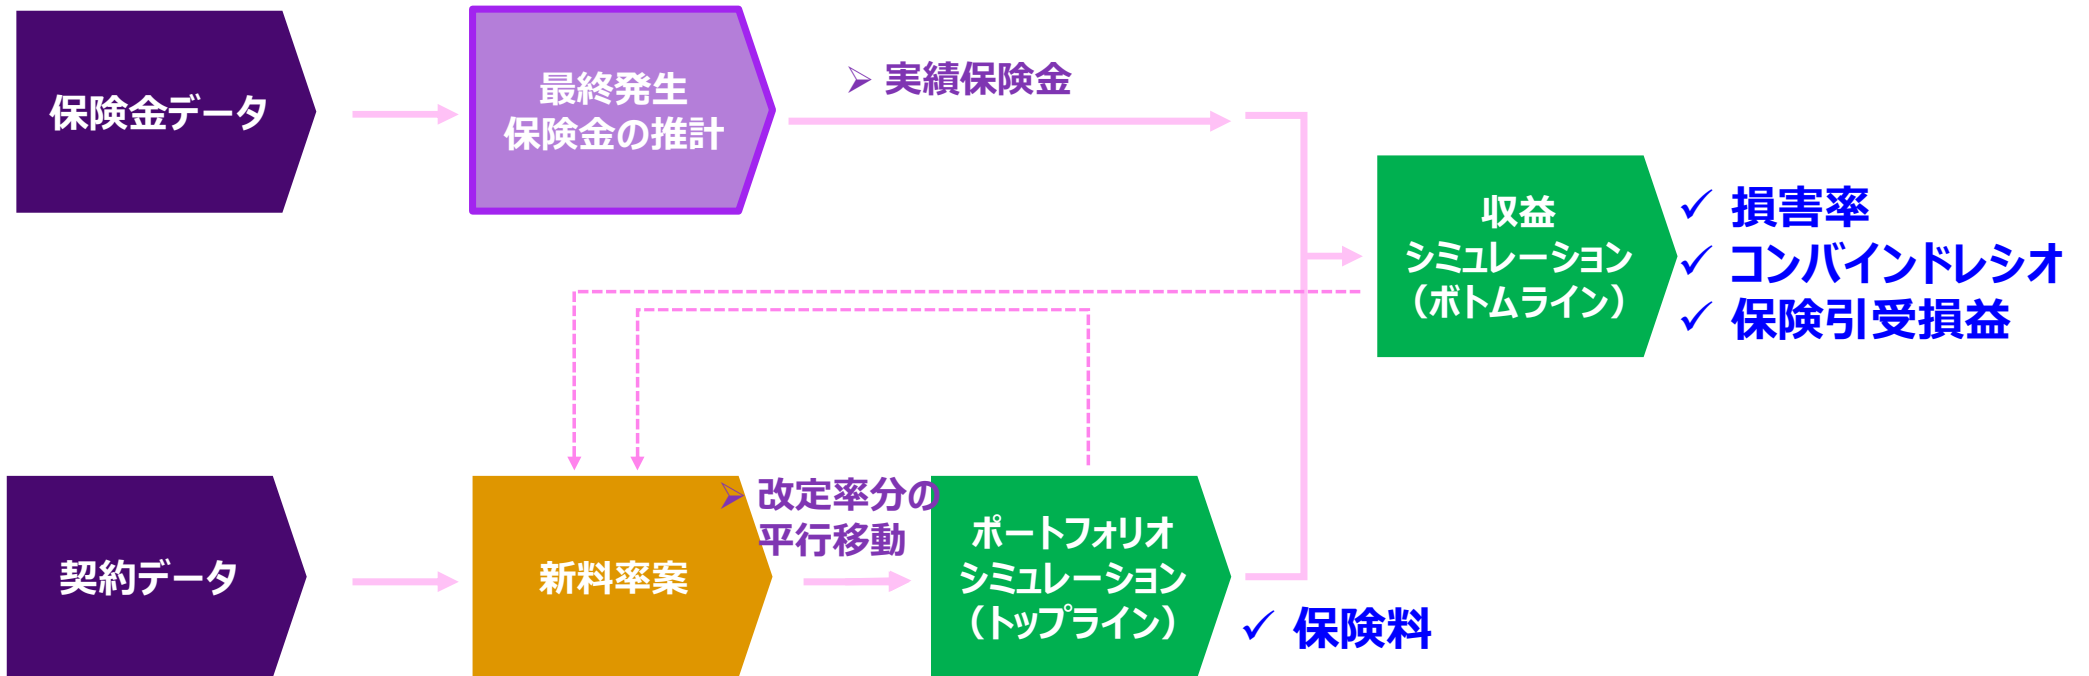 保険金データ
最終発生
保険金の推計
➢ 実績保険金
収益
シミュレーション
（ボトムライン）
✓ 損害率
✓ コンバインドレシオ
✓ 保険引受損益
契約データ
新料率案
➢ 改定率分の
平行移動
ポートフォリオ
シミュレーション
（トップライン）
✓ 保険料